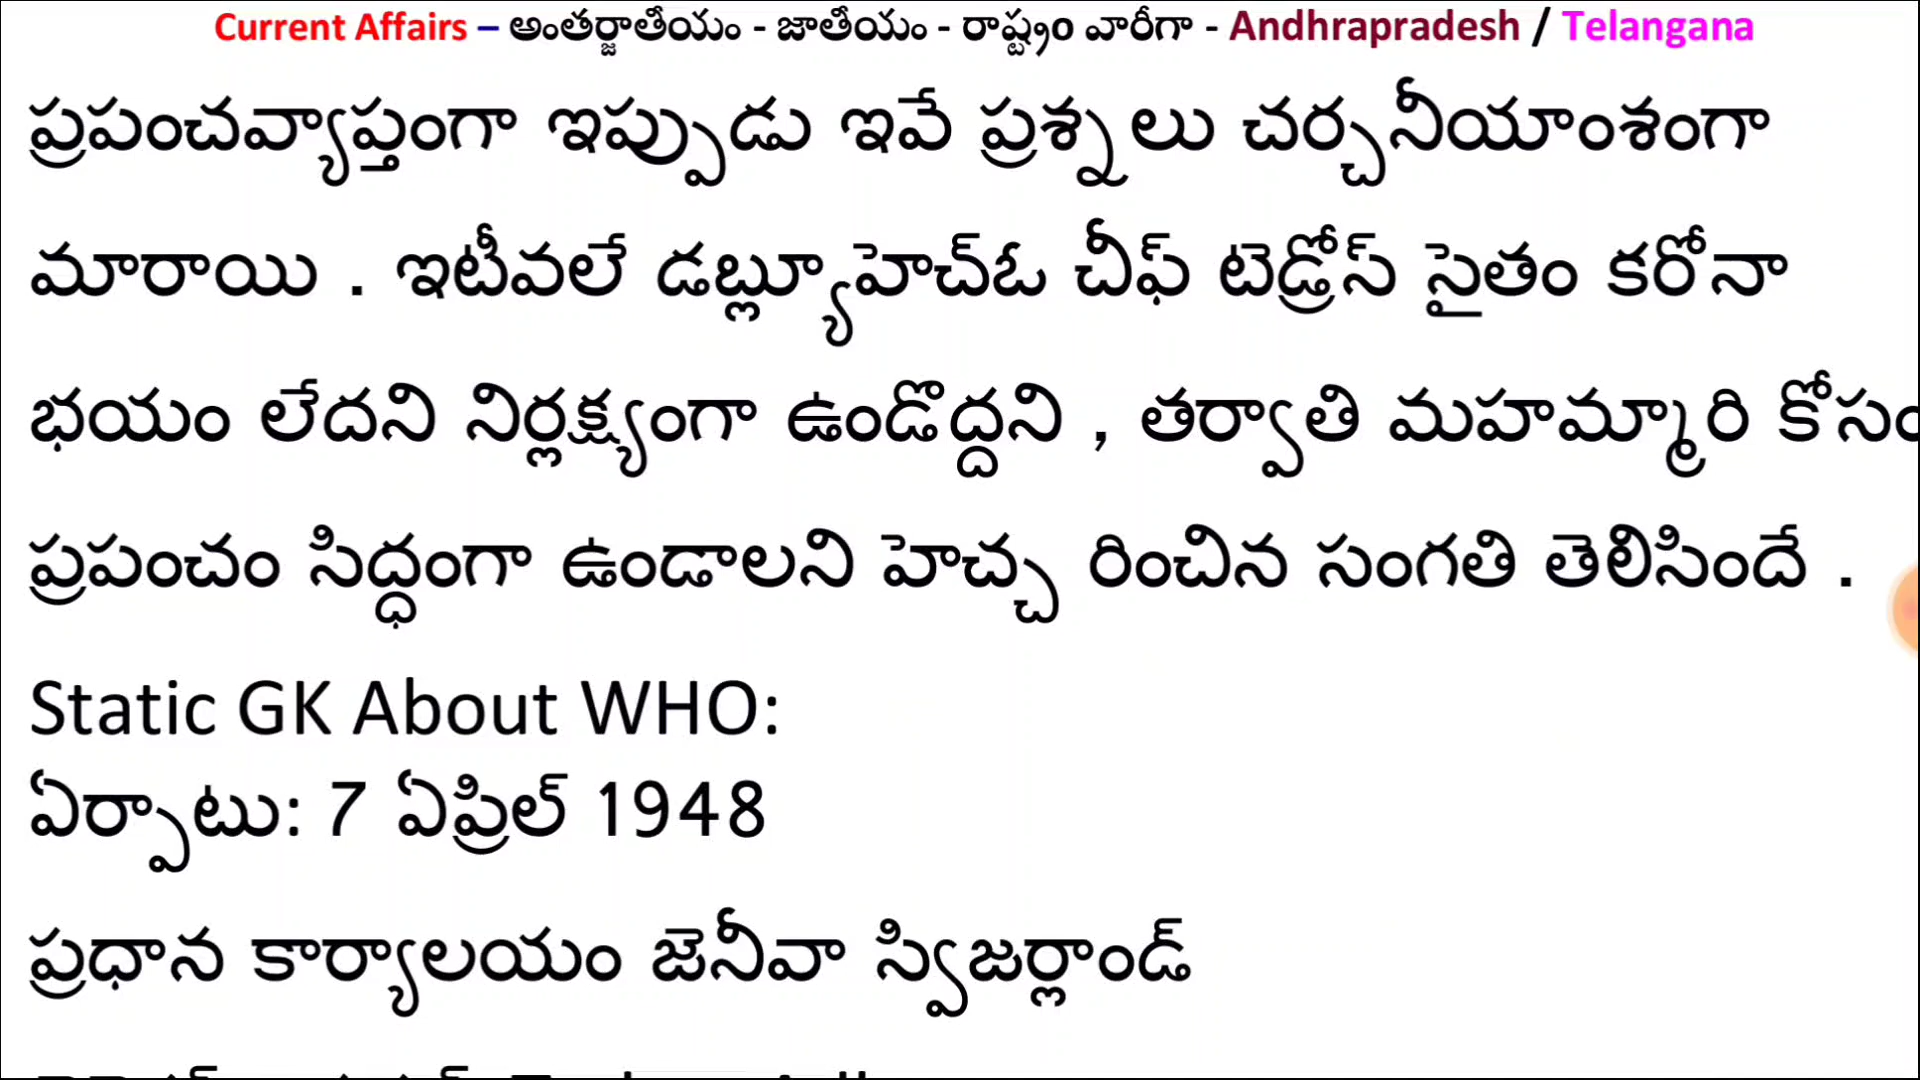 Current Affairs – అంతర్జాతీయం - జాతీయం - రాష్ట్రం వారీగా - Andhrapradesh / Telangana
ప్రపంచవ్యాప్తంగా ఇప్పుడు ఇవే ప్రశ్నలు చర్చనీయాంశంగా
మారాయి . ఇటీవలే డబ్ల్యూహెచ్ఓ చీఫ్ టెడ్రోస్ సైతం కరోనా
భయం లేదని నిర్లక్ష్యంగా ఉండొద్దని , తర్వాతి మహమ్మారి కోసం
ప్రపంచం సిద్ధంగా ఉండాలని హెచ్చ రించిన సంగతి తెలిసిందే .
Static GK About WHO:
ఏర్పాటు: 7 ఏప్రిల్ 1948
ప్రధాన కార్యాలయం జెనీవా స్విజర్లాండ్